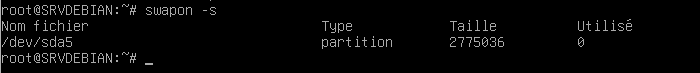 root@SRVDEBIAN:~# swapon -s
Nom fichier Type Taille Utilisé
/dev/sda5 partition 2775036 0
root@SRVDEBIAN:~# _